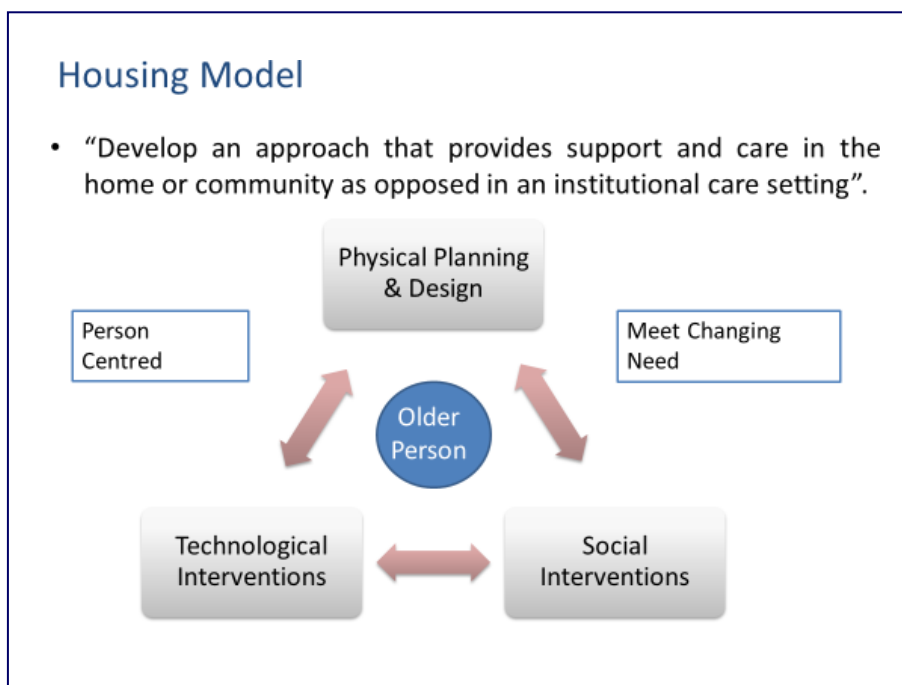 Housing Model
• “Develop an approach that provides support and care in the
home or community as opposed in an institutional care setting”.
Physical Planning
& Design
Person
Centred
Meet Changing
Need
Older
Person
Technological
Interventions
Social
Interventions